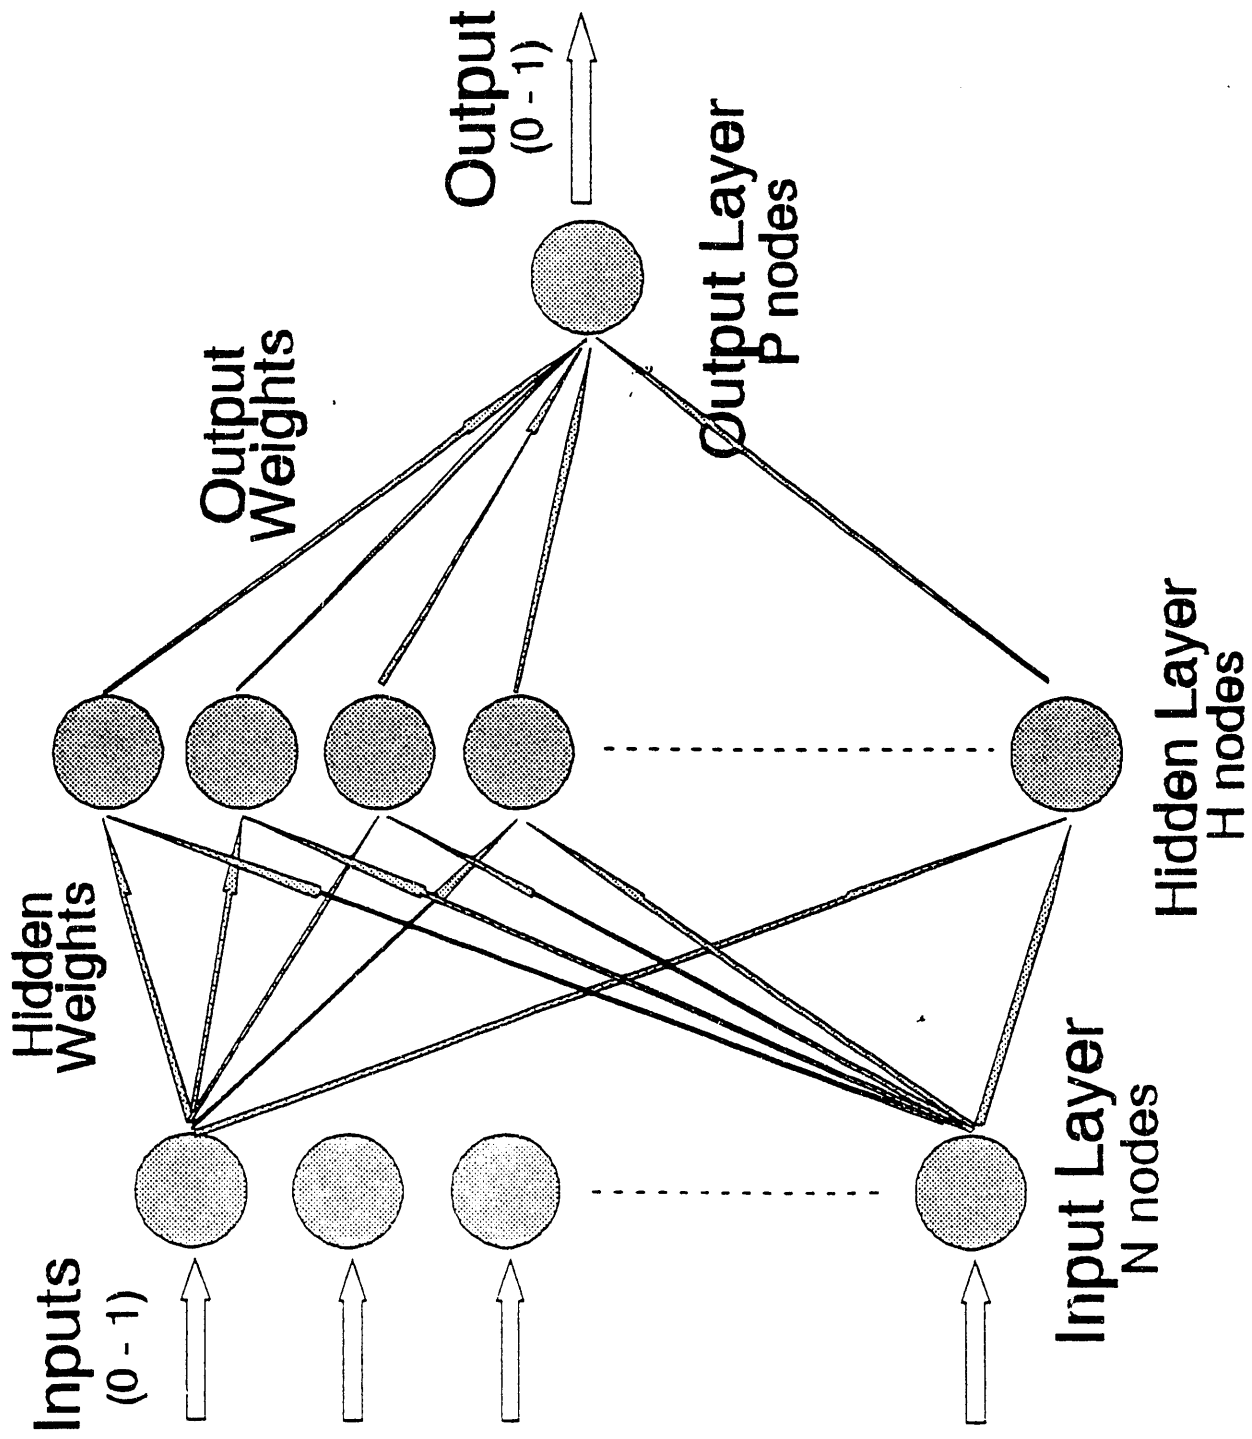 Inputs
(0 - 1)
Hidden
Weights
Output
Weights
Output
(0 - 1)
Input Layer
N nodes
Hidden Layer
H nodes
Output Layer
P nodes